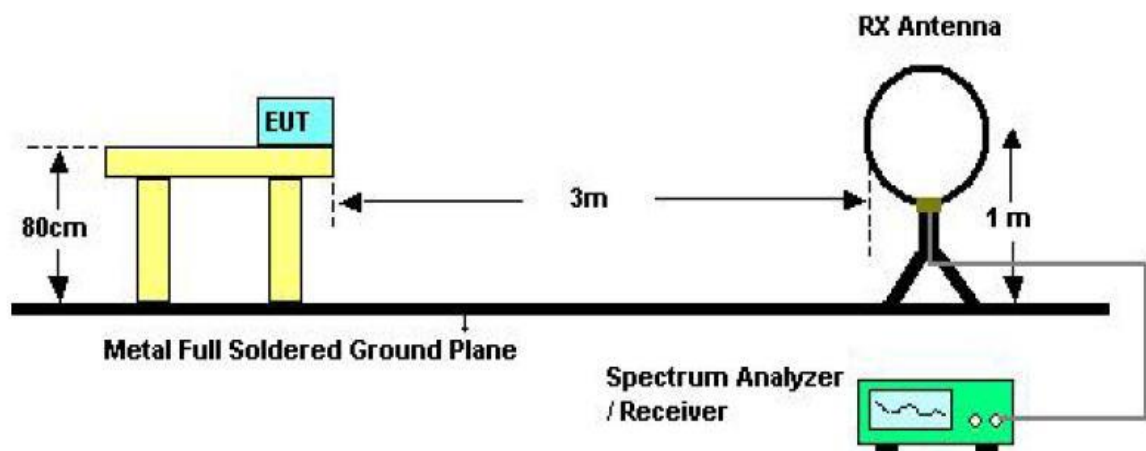 RX Antenna
EUT
80cm
3m
1 m
Metal Full Soldered Ground Plane
Spectrum Analyzer
/ Receiver